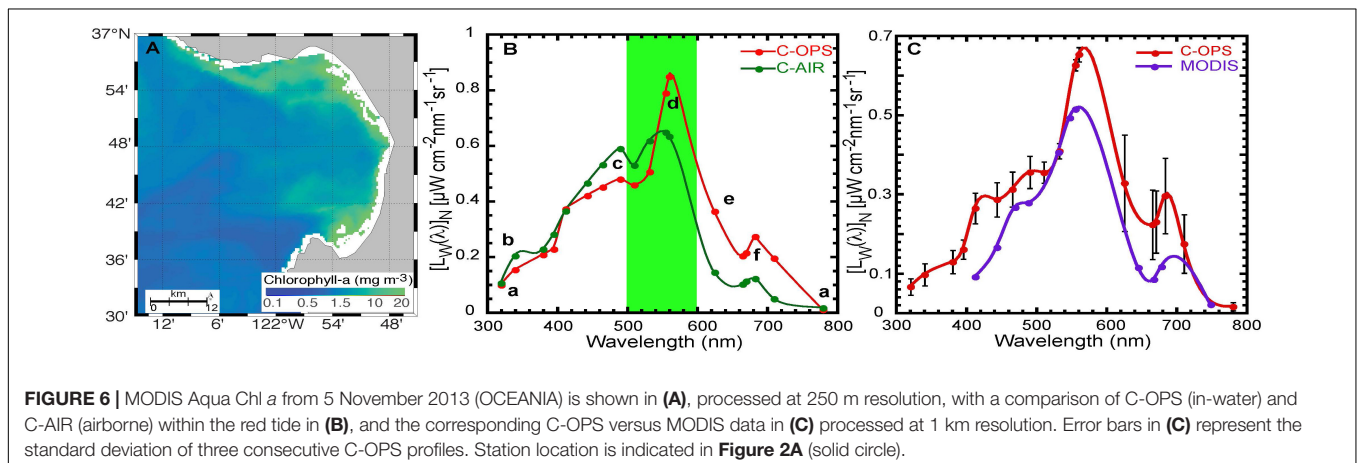 37°N
54'
48'
42'
36'
30'
A
Chlorophyll-a (mg m-3)
0.1 0.5 1.5 10 20
km
0 12
12' 6' 122°W 54' 48'
B
C-OPS
C-AIR
[LW(λ)]N [µW cm-2nm-1sr-1]
1
0.8
0.6
0.4
0.2
0
a
b
c
d
e
f
a
300 400 500 600 700 800
Wavelength (nm)
C
C-OPS
MODIS
[LW(λ)]N [µW cm-2nm-1sr-1]
0.7
0.5
0.3
0.1
0
300 400 500 600 700 800
Wavelength (nm)
FIGURE 6 | MODIS Aqua Chl a from 5 November 2013 (OCEANIA) is shown in (A), processed at 250 m resolution, with a comparison of C-OPS (in-water) and
C-AIR (airborne) within the red tide in (B), and the corresponding C-OPS versus MODIS data in (C) processed at 1 km resolution. Error bars in (C) represent the
standard deviation of three consecutive C-OPS profiles. Station location is indicated in Figure 2A (solid circle).